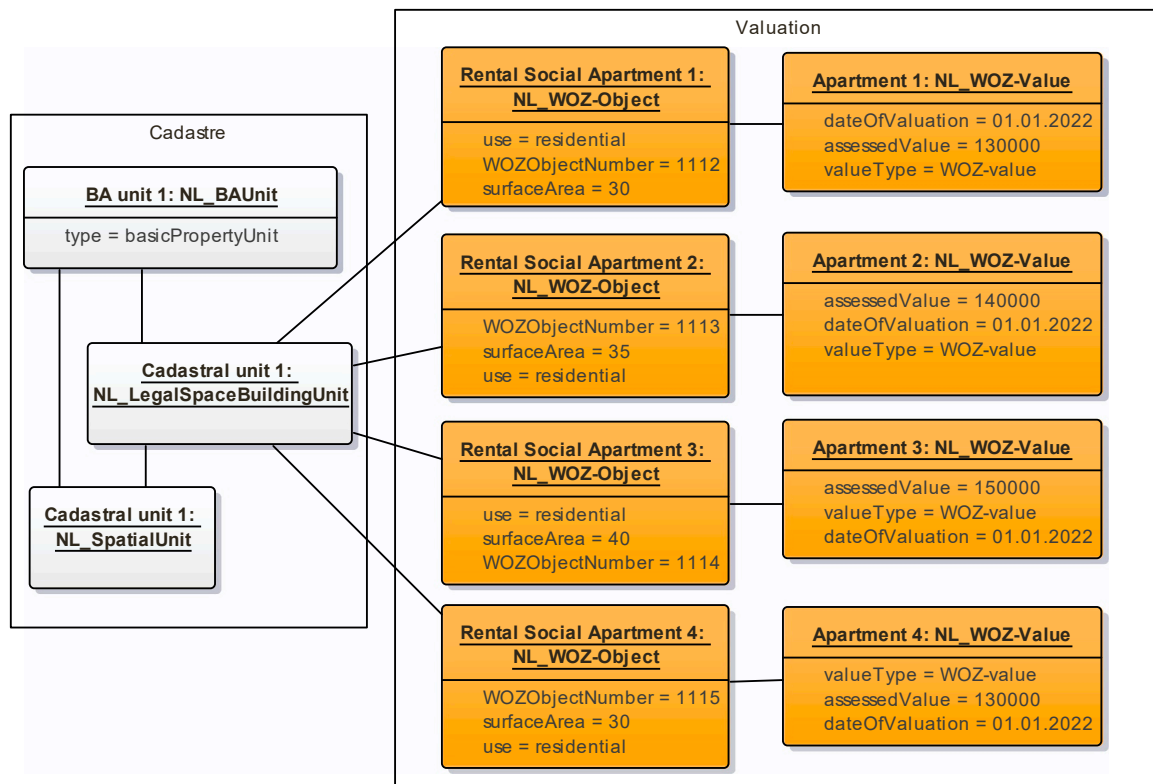 Valuation
Cadastre
BA unit 1: NL_BAUnit
type = basicPropertyUnit
Cadastral unit 1:
NL_LegalSpaceBuildingUnit
Cadastral unit 1:
NL_SpatialUnit
Rental Social Apartment 1:
NL_WOZ-Object
use = residential
WOZObjectNumber = 1112
surfaceArea = 30
Apartment 1: NL_WOZ-Value
dateOfValuation = 01.01.2022
assessedValue = 130000
valueType = WOZ-value
Rental Social Apartment 2:
NL_WOZ-Object
WOZObjectNumber = 1113
surfaceArea = 35
use = residential
Apartment 2: NL_WOZ-Value
assessedValue = 140000
dateOfValuation = 01.01.2022
valueType = WOZ-value
Rental Social Apartment 3:
NL_WOZ-Object
use = residential
surfaceArea = 40
WOZObjectNumber = 1114
Apartment 3: NL_WOZ-Value
assessedValue = 150000
valueType = WOZ-value
dateOfValuation = 01.01.2022
Rental Social Apartment 4:
NL_WOZ-Object
WOZObjectNumber = 1115
surfaceArea = 30
use = residential
Apartment 4: NL_WOZ-Value
valueType = WOZ-value
assessedValue = 130000
dateOfValuation = 01.01.2022